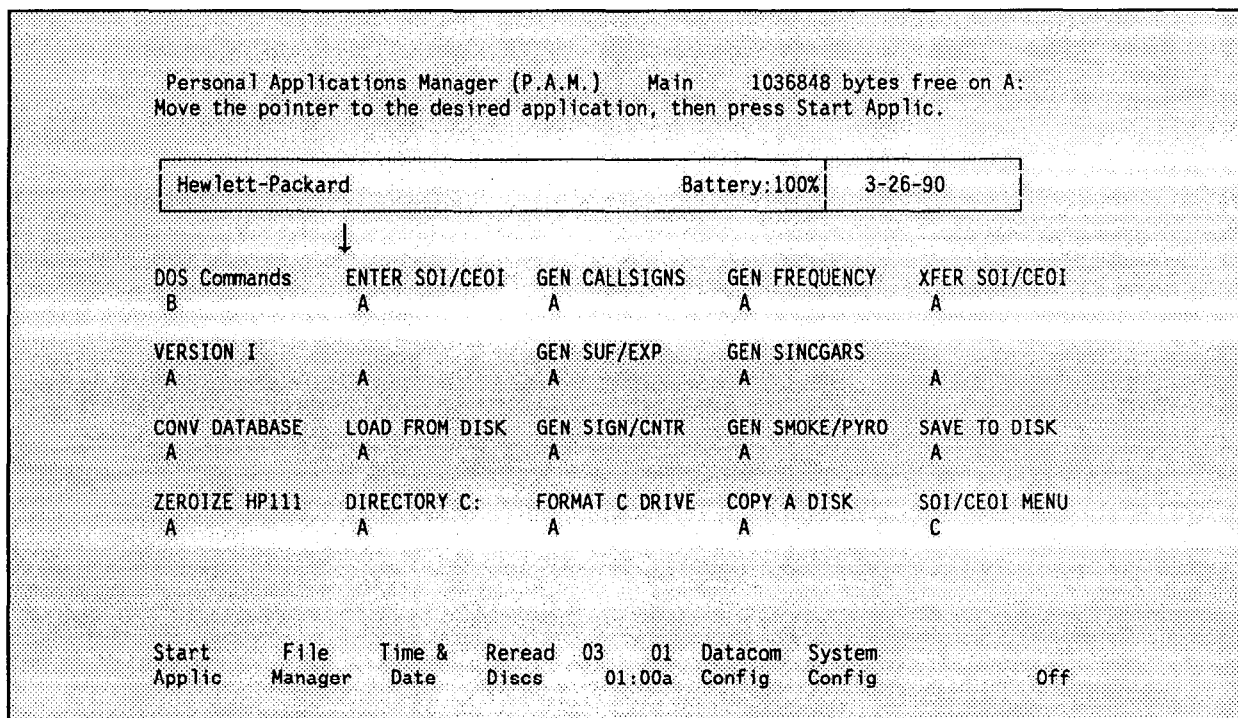 Personal Applications Manager (P.A.M.) Main 1036848 bytes free on A:
Move the pointer to the desired application, then press Start Applic.
Hewlett-Packard Battery:100% 3-26-90
DOS Commands ENTER SOI/CEOI GEN CALLSIGNS GEN FREQUENCY XFER SOI/CEOI
B A A A A
VERSION I GEN SUF/EXP GEN SINCGARS
A A A A A
CONV DATABASE LOAD FROM DISK GEN SIGN/CNTR GEN SMOKE/PYRO SAVE TO DISK
A A A A A
ZEROIZE HP111 DIRECTORY C: FORMAT C DRIVE COPY A DISK SOI/CEOI MENU
A A A A C
Start File Time & Reread 03 01 Datacom System
Applic Manager Date Discs 01:00a Config Config Off